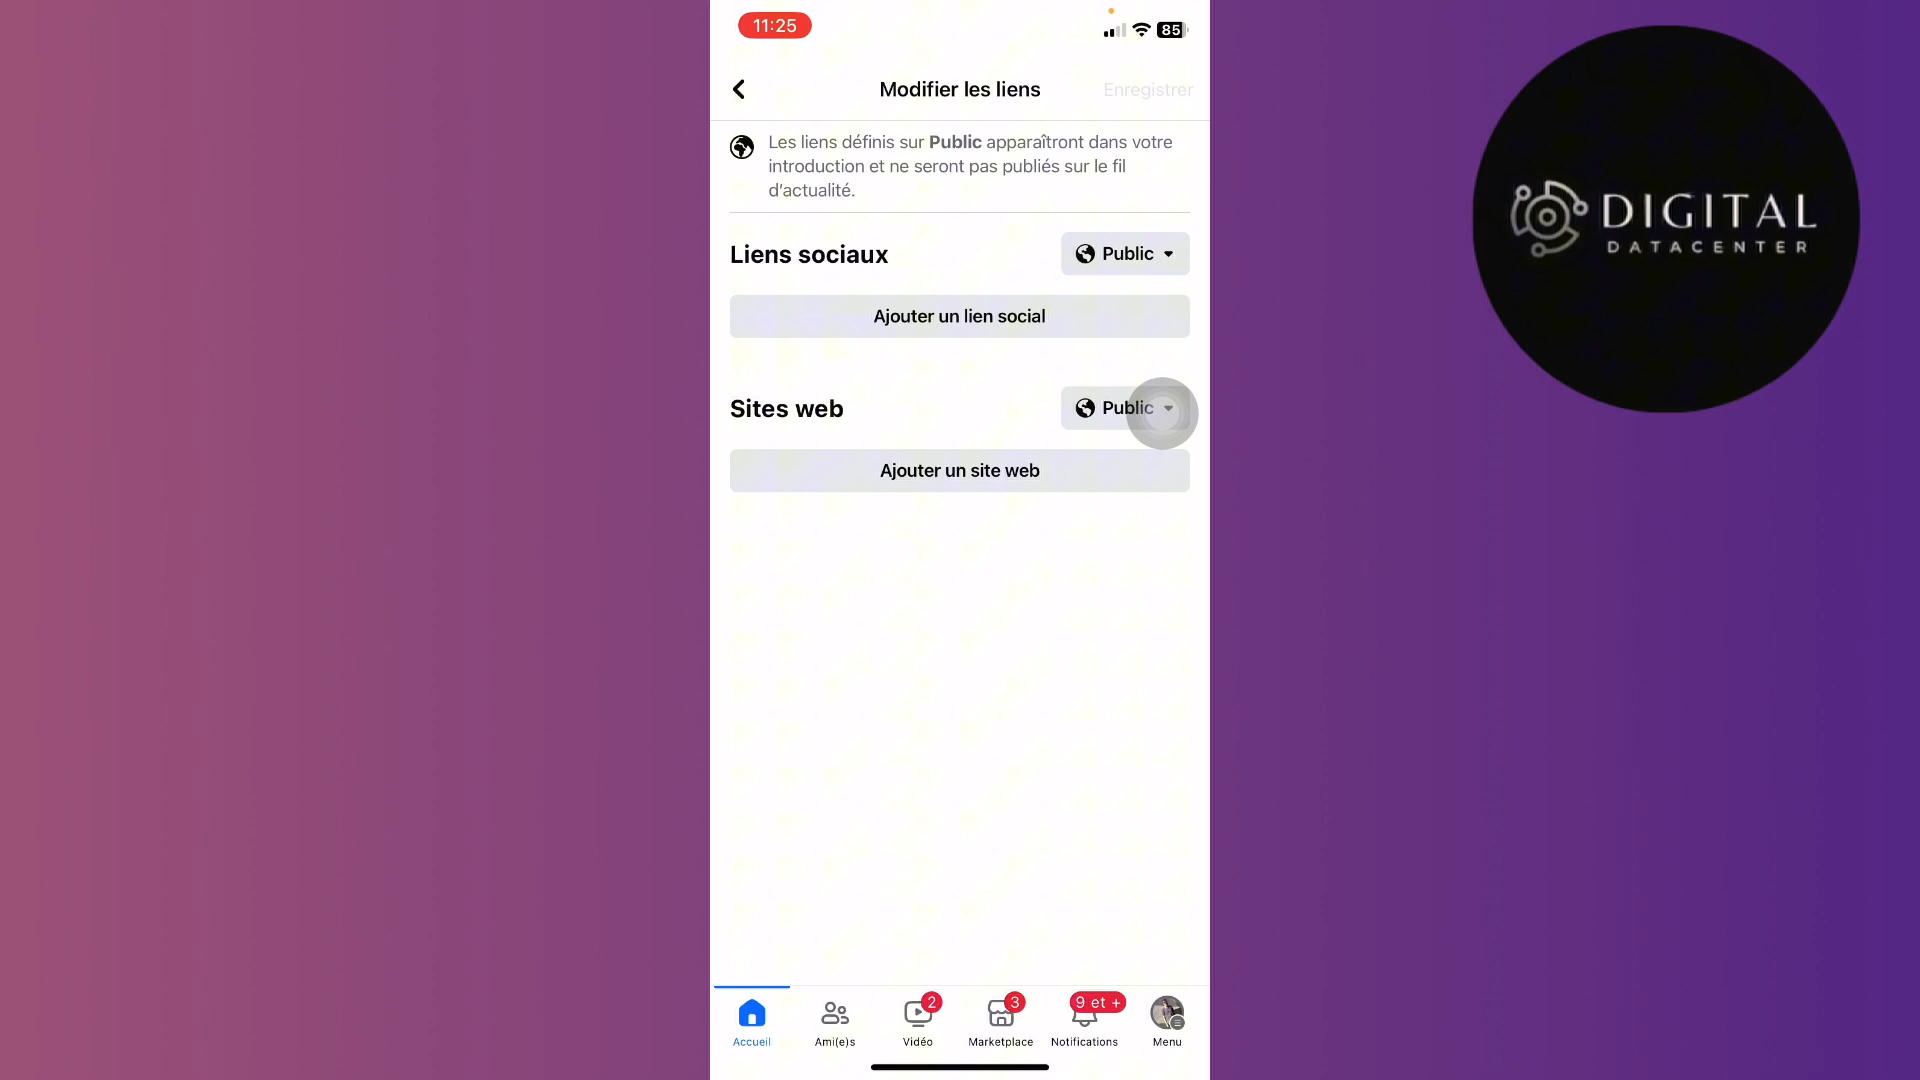 11:25
85
Modifier les liens
Enregistrer
Les liens définis sur Public apparaîtront dans votre
introduction et ne seront pas publiés sur le fil
d'actualité.
Liens sociaux
Public
Ajouter un lien social
Sites web
Public
Ajouter un site web
2
3
9 et +
Accueil
Ami(e)s
Vidéo
Marketplace
Notifications
Menu
DIGITAL
DATACENTER